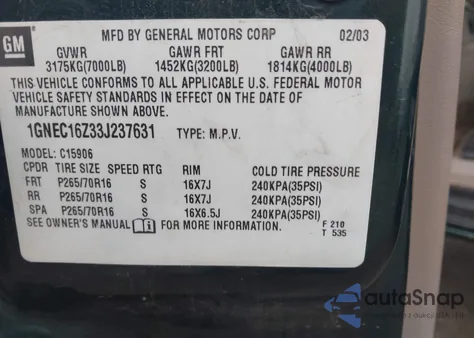 GM
MFD BY GENERAL MOTORS CORP 02/03
GVWR GAWR FRT GAWR RR
3175KG(7000LB) 1452KG(3200LB) 1814KG(4000LB)
THIS VEHICLE CONFORMS TO ALL APPLICABLE U.S. FEDERAL MOTOR
VEHICLE SAFETY STANDARDS IN EFFECT ON THE DATE OF
MANUFACTURE SHOWN ABOVE.
1GNEC16Z33J237631 TYPE: M.P.V.
MODEL: C15906
CPDR TIRE SIZE SPEED RTG RIM COLD TIRE PRESSURE
FRT P265/70R16 S 16X7J 240KPA(35PSI)
RR P265/70R16 S 16X7J 240KPA(35PSI)
SPA P265/70R16 S 16X6.5J 240KPA(35PSI)
SEE OWNER'S MANUAL FOR MORE INFORMATION
F 210
T 535
autaSnap